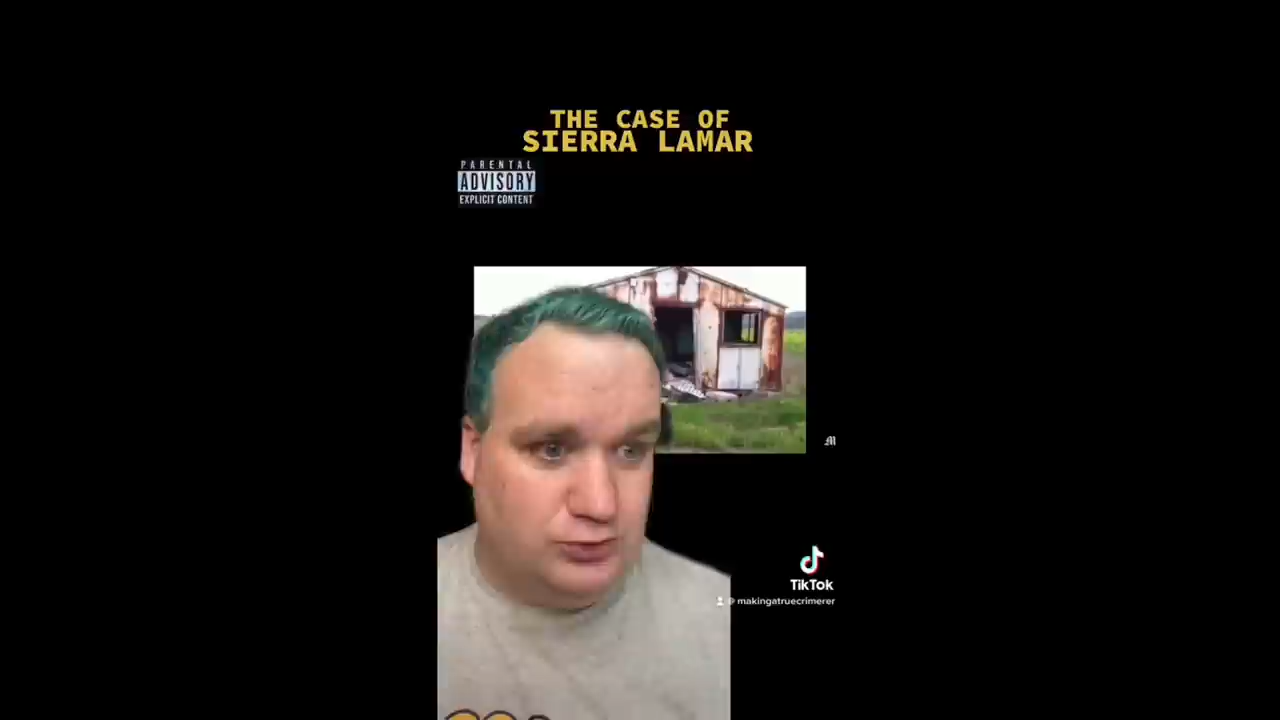 THE CASE OF
SIERRA LAMAR
PARENTAL
ADVISORY
EXPLICIT CONTENT
TikTok
@makingatruecrimerer